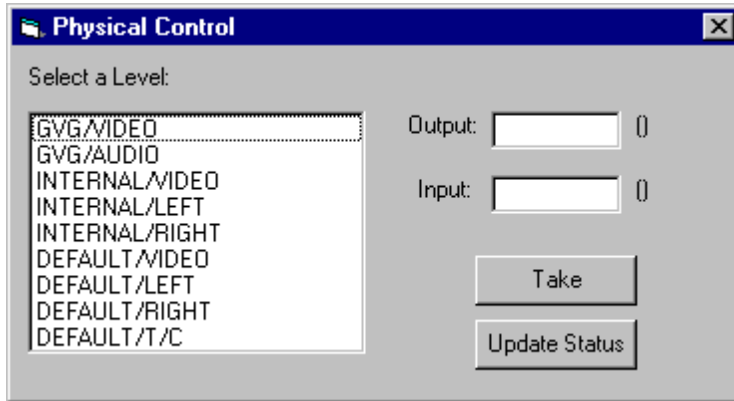 Physical Control
Select a Level:
GVG/VIDEO
GVG/AUDIO
INTERNAL/VIDEO
INTERNAL/LEFT
INTERNAL/RIGHT
DEFAULT/VIDEO
DEFAULT/LEFT
DEFAULT/RIGHT
DEFAULT/T/C
Output: ()
Input: ()
Take
Update Status